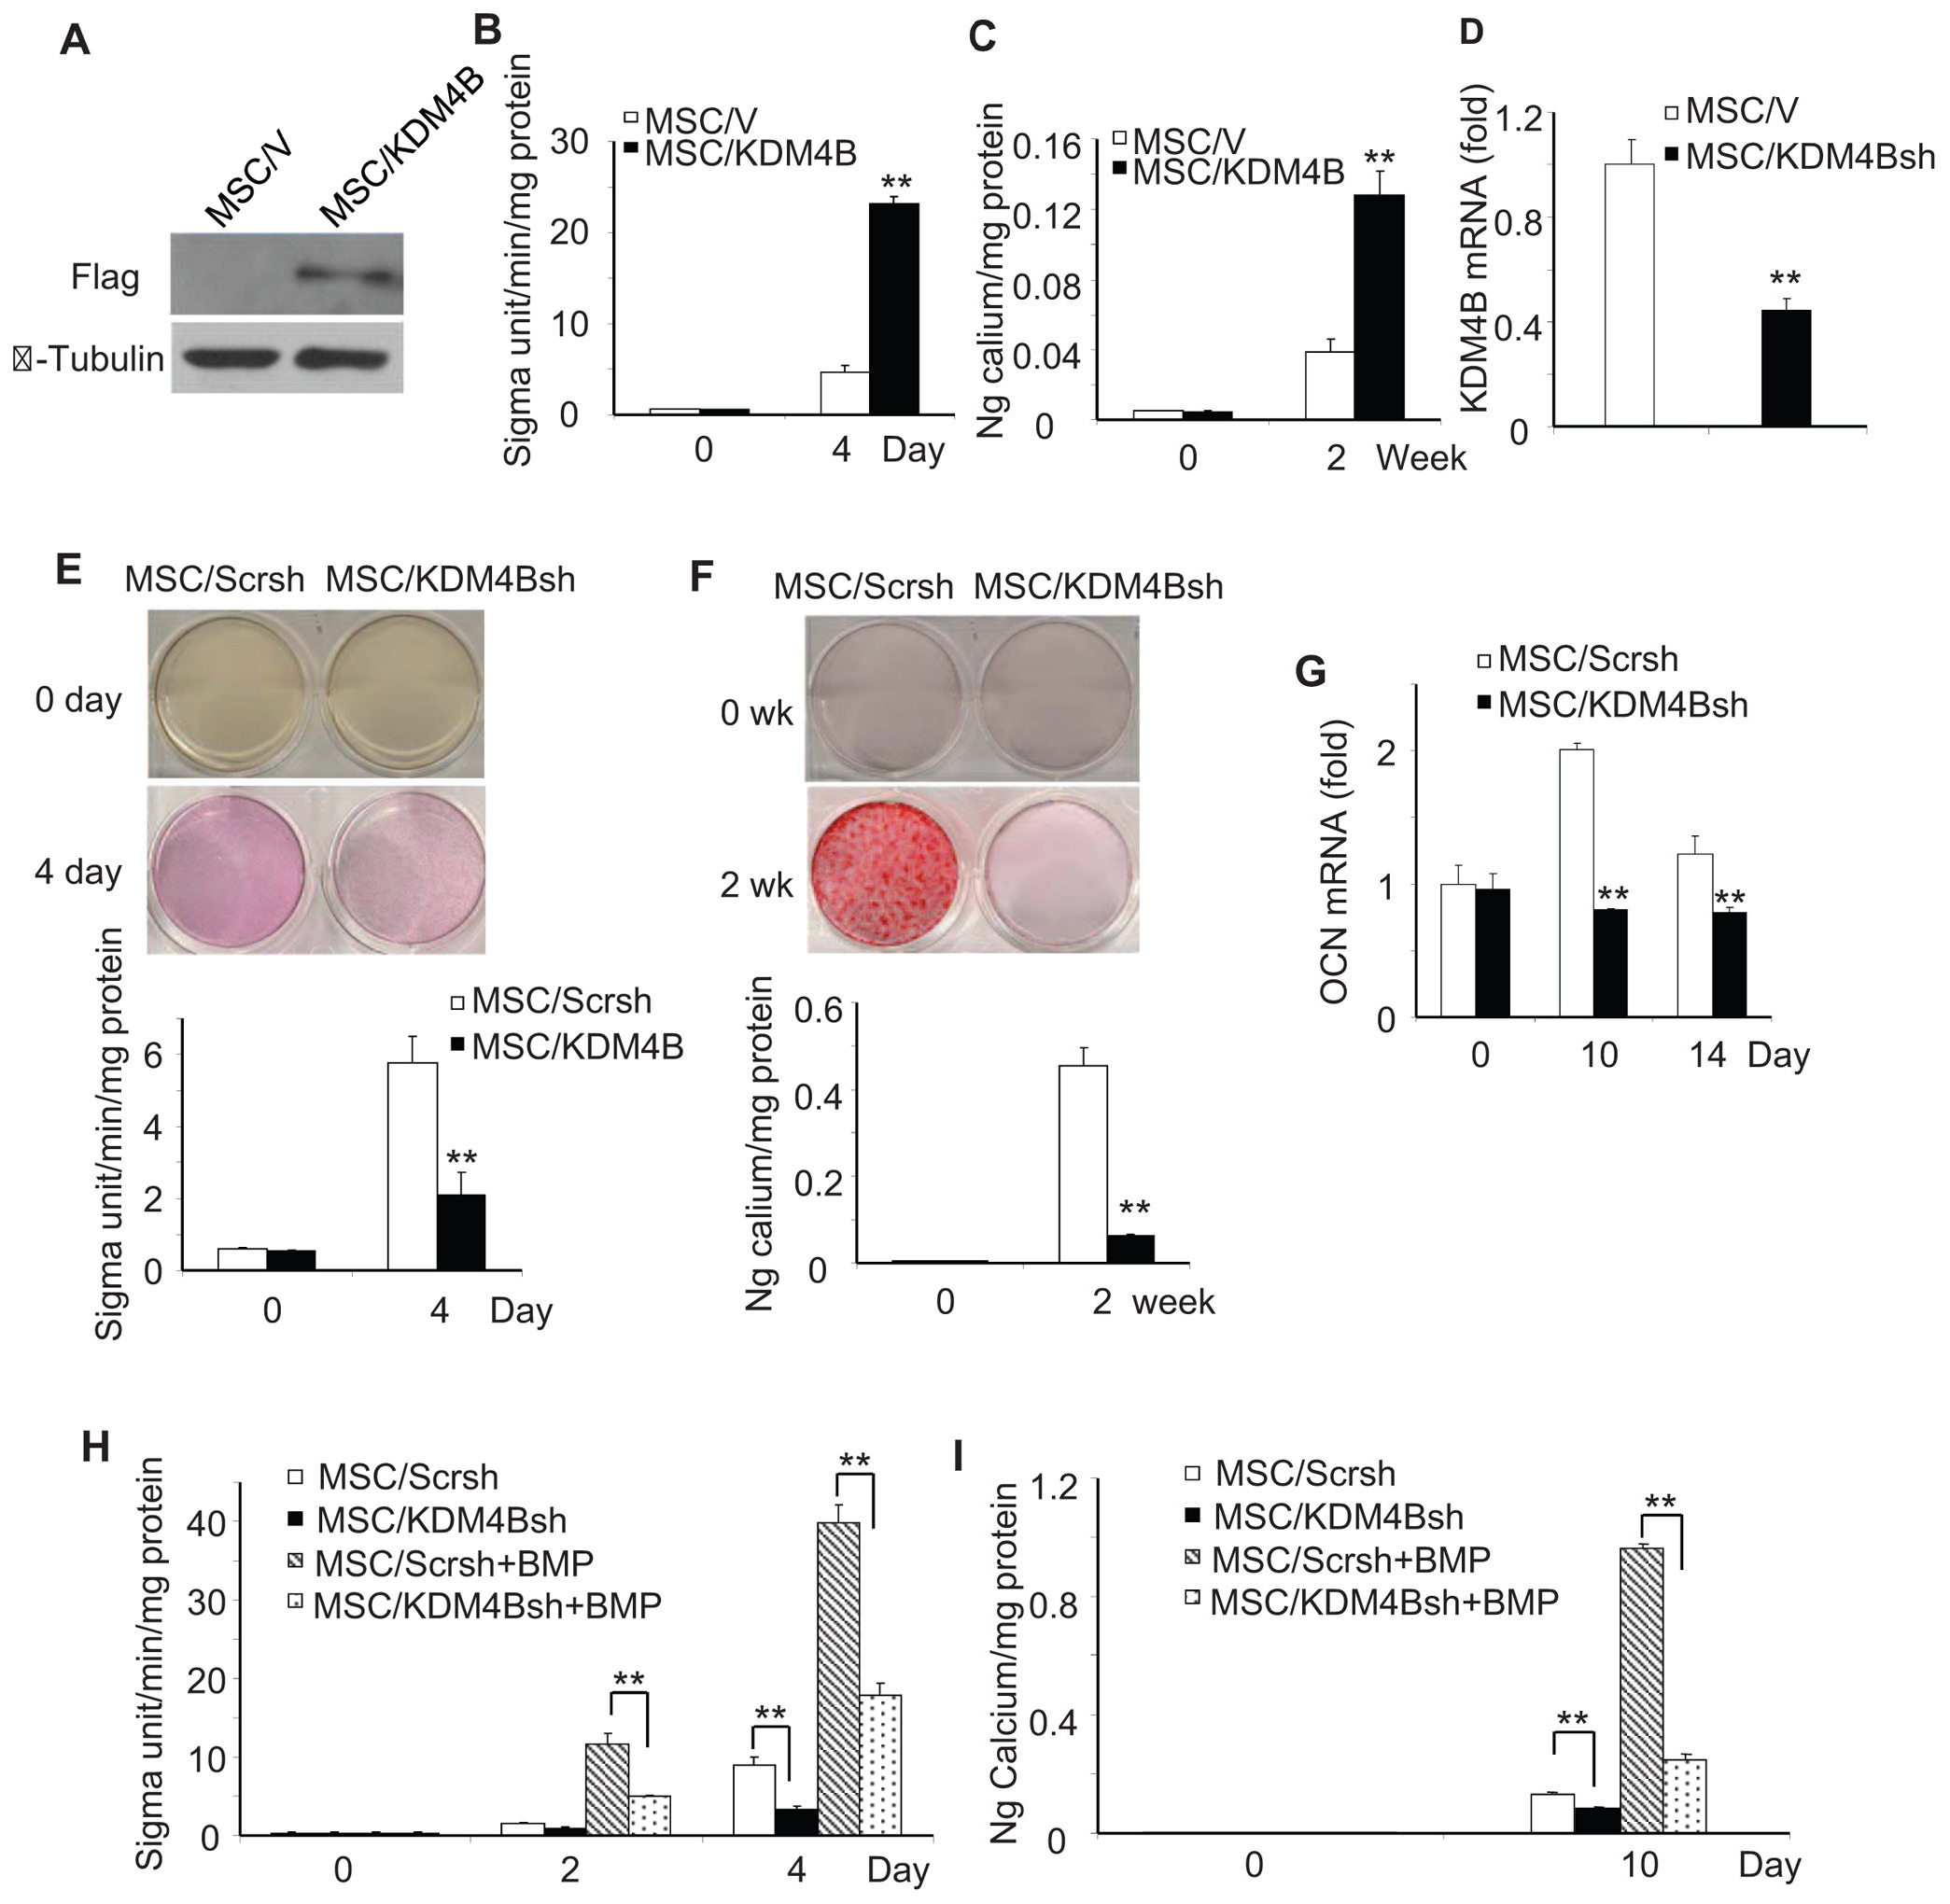 A
MSC/V
MSC/KDM4B
Flag
-Tubulin
B
Sigma unit/min/mg protein
MSC/V
MSC/KDM4B
30
20
10
0
**
0
4
Day
C
Ng calium/mg protein
MSC/V
MSC/KDM4B
0.16
0.12
0.08
0.04
0
**
0
2
Week
D
KDM4B mRNA (fold)
MSC/V
MSC/KDM4Bsh
1.2
0.8
0.4
0
**
E
MSC/Scrsh
MSC/KDM4Bsh
0 day
4 day
Sigma unit/min/mg protein
MSC/Scrsh
MSC/KDM4B
6
4
2
0
**
0
4
Day
F
MSC/Scrsh
MSC/KDM4Bsh
0 wk
2 wk
Ng calium/mg protein
0.6
0.4
0.2
0
**
0
2
week
G
MSC/Scrsh
MSC/KDM4Bsh
OCN mRNA (fold)
2
1
0
**
**
0
10
14
Day
H
Sigma unit/min/mg protein
MSC/Scrsh
MSC/KDM4Bsh
MSC/Scrsh+BMP
MSC/KDM4Bsh+BMP
40
30
20
10
0
**
**
**
0
2
4
Day
I
Ng Calcium/mg protein
MSC/Scrsh
MSC/KDM4Bsh
MSC/Scrsh+BMP
MSC/KDM4Bsh+BMP
1.2
0.8
0.4
0
**
**
0
10
Day